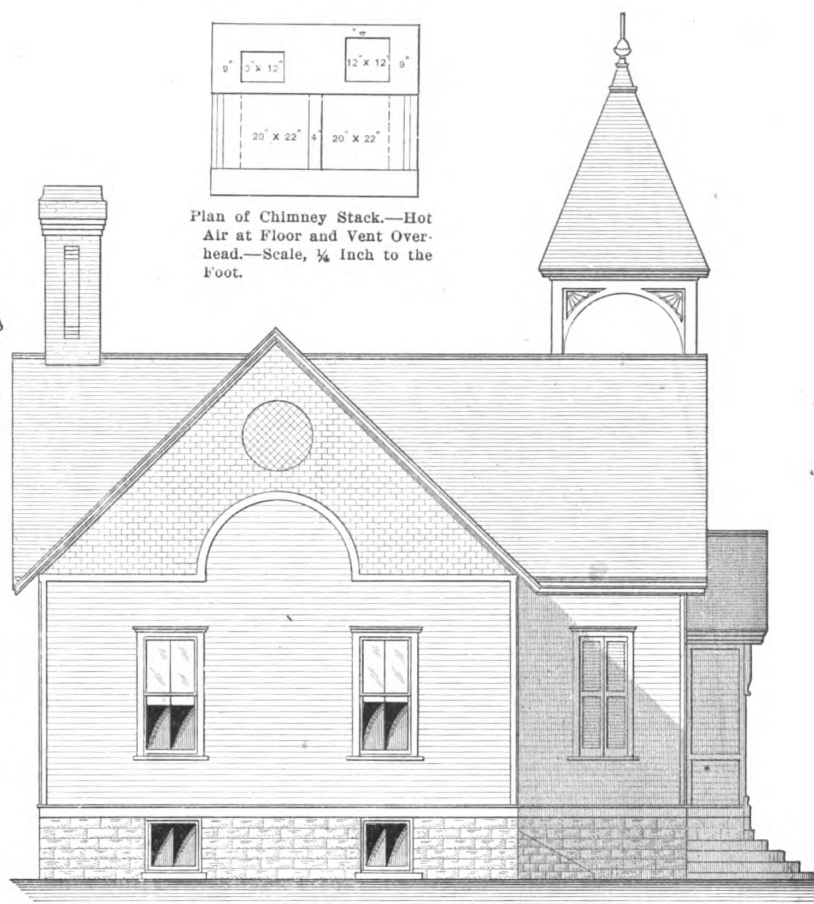 4"
9" 12" 12" X 12" 9"
20" X 22" 4" 20" X 22"
Plan of Chimney Stack.—Hot
Air at Floor and Vent Over-
head.—Scale, ¼ Inch to the
Foot.